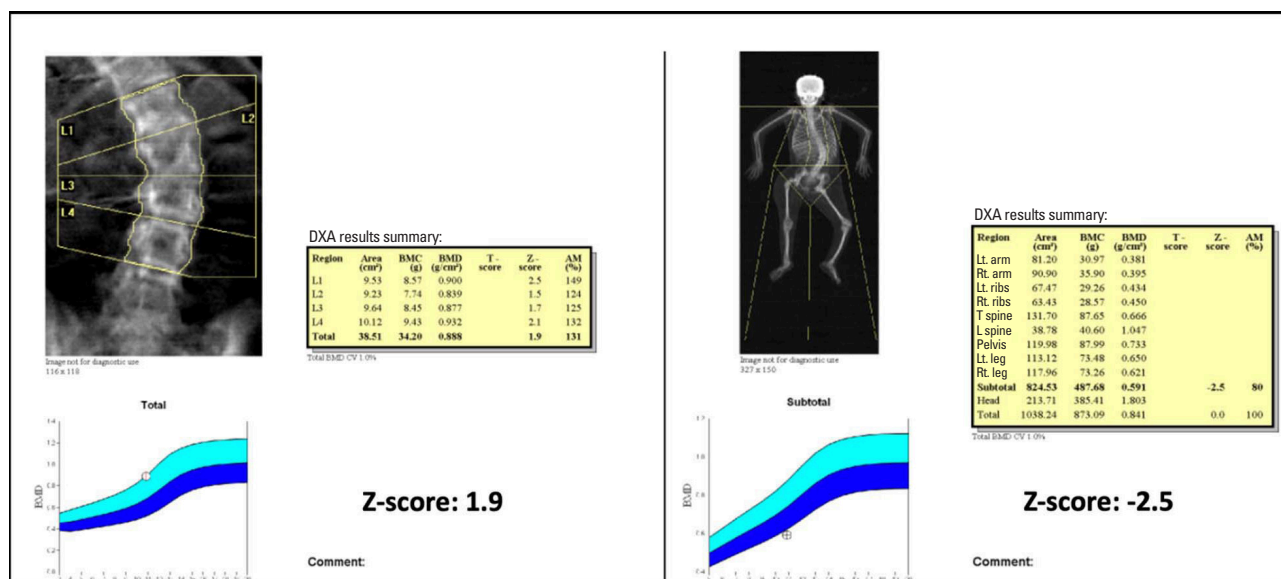 L1
L2
L3
L4
Image not for diagnostic use
116 x 118
DXA results summary:
Region Area (cm²) BMC (g) BMD (g/cm²) T - score Z - score AM (%)
L1 9.53 8.57 0.900 2.5 149
L2 9.23 7.74 0.839 1.5 124
L3 9.64 8.45 0.877 1.7 125
L4 10.12 9.43 0.932 2.1 132
Total 38.51 34.20 0.888 1.9 131
Total BMD CV 1.0%
Total
BMD
Z-score: 1.9
Comment:
Image not for diagnostic use
327 x 150
DXA results summary:
Region Area (cm²) BMC (g) BMD (g/cm²) T - score Z - score AM (%)
Lt. arm 81.20 30.97 0.381
Rt. arm 90.90 35.90 0.395
Lt. ribs 67.47 29.26 0.434
Rt. ribs 63.43 28.57 0.450
T spine 131.70 87.65 0.666
L spine 38.78 40.60 1.047
Pelvis 119.98 87.99 0.733
Lt. leg 113.12 73.48 0.650
Rt. leg 117.96 73.26 0.621
Subtotal 824.53 487.68 0.591 -2.5 80
Head 213.71 385.41 1.803
Total 1038.24 873.09 0.841 0.0 100
Total BMD CV 1.0%
Subtotal
BMD
Z-score: -2.5
Comment: